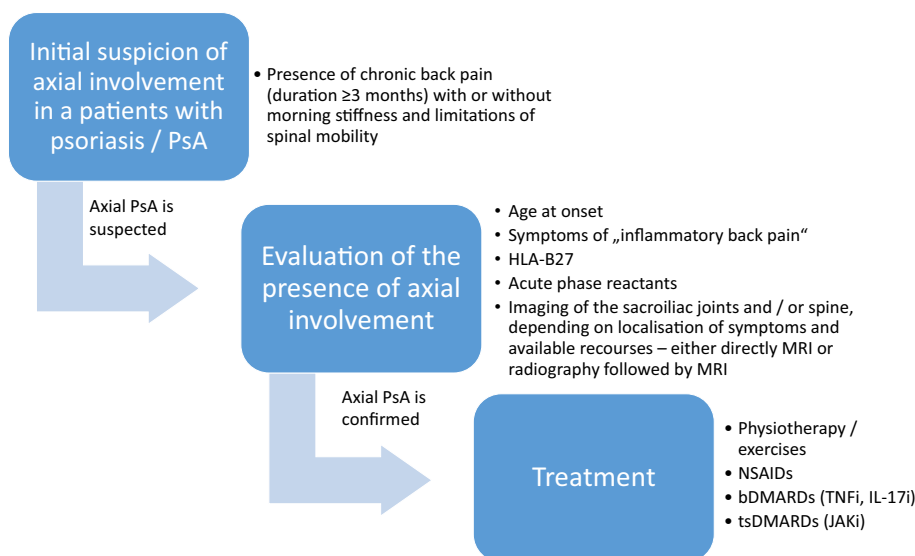 Initial suspicion of
axial involvement
in a patients with
psoriasis / PsA
• Presence of chronic back pain
(duration ≥3 months) with or without
morning stiffness and limitations of
spinal mobility
Axial PsA is
suspected
Evaluation of the
presence of axial
involvement
• Age at onset
• Symptoms of „inflammatory back pain“
• HLA-B27
• Acute phase reactants
• Imaging of the sacroiliac joints and / or spine,
depending on localisation of symptoms and
available recourses – either directly MRI or
radiography followed by MRI
Axial PsA is
confirmed
Treatment
• Physiotherapy /
exercises
• NSAIDs
• bDMARDs (TNFi, IL-17i)
• tsDMARDs (JAKi)